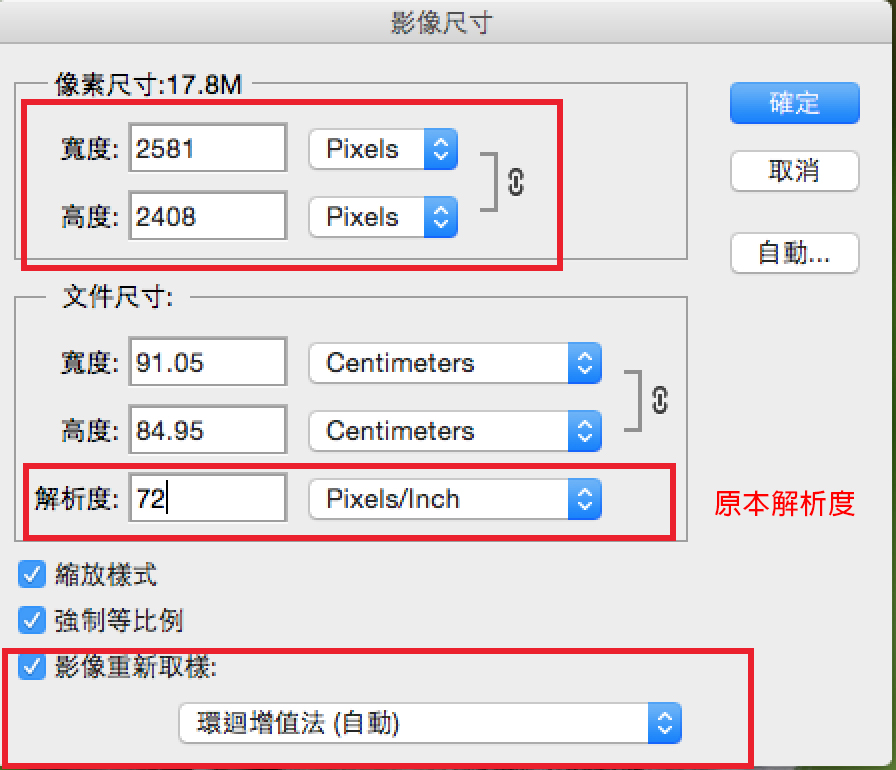 影像尺寸
像素尺寸:17.8M
確定
寬度: 2581 Pixels
取消
高度: 2408 Pixels
自動...
文件尺寸:
寬度: 91.05 Centimeters
高度: 84.95 Centimeters
解析度: 72 Pixels/Inch
原本解析度
縮放樣式
強制等比例
影像重新取樣:
環迴增值法 (自動)